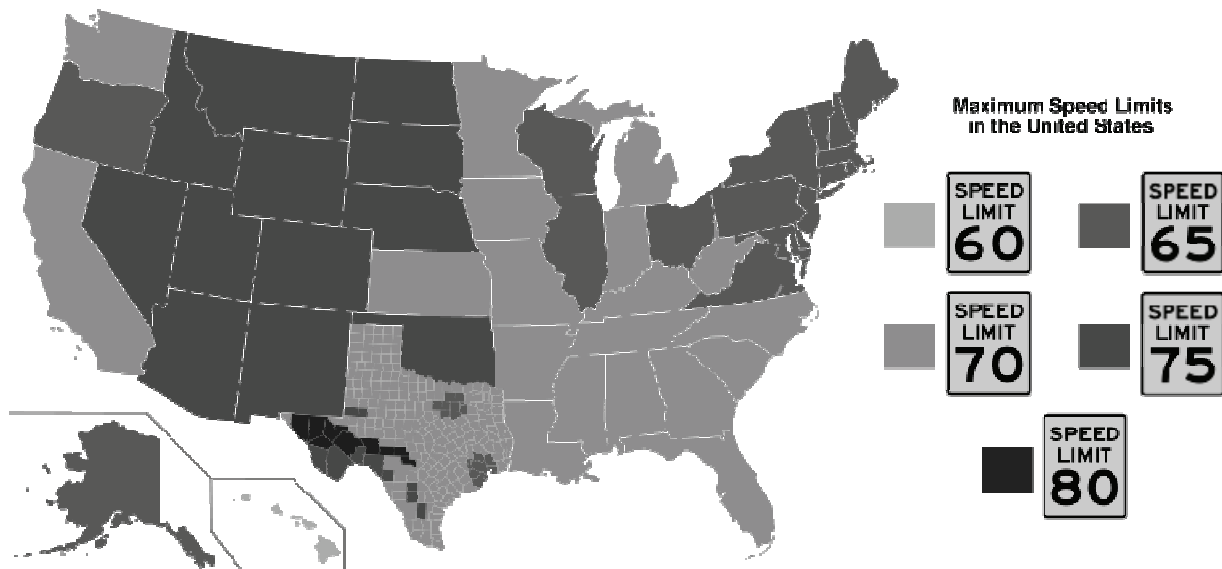 Maximum Speed Limits
in the United States
SPEED
LIMIT
60
SPEED
LIMIT
65
SPEED
LIMIT
70
SPEED
LIMIT
75
SPEED
LIMIT
80